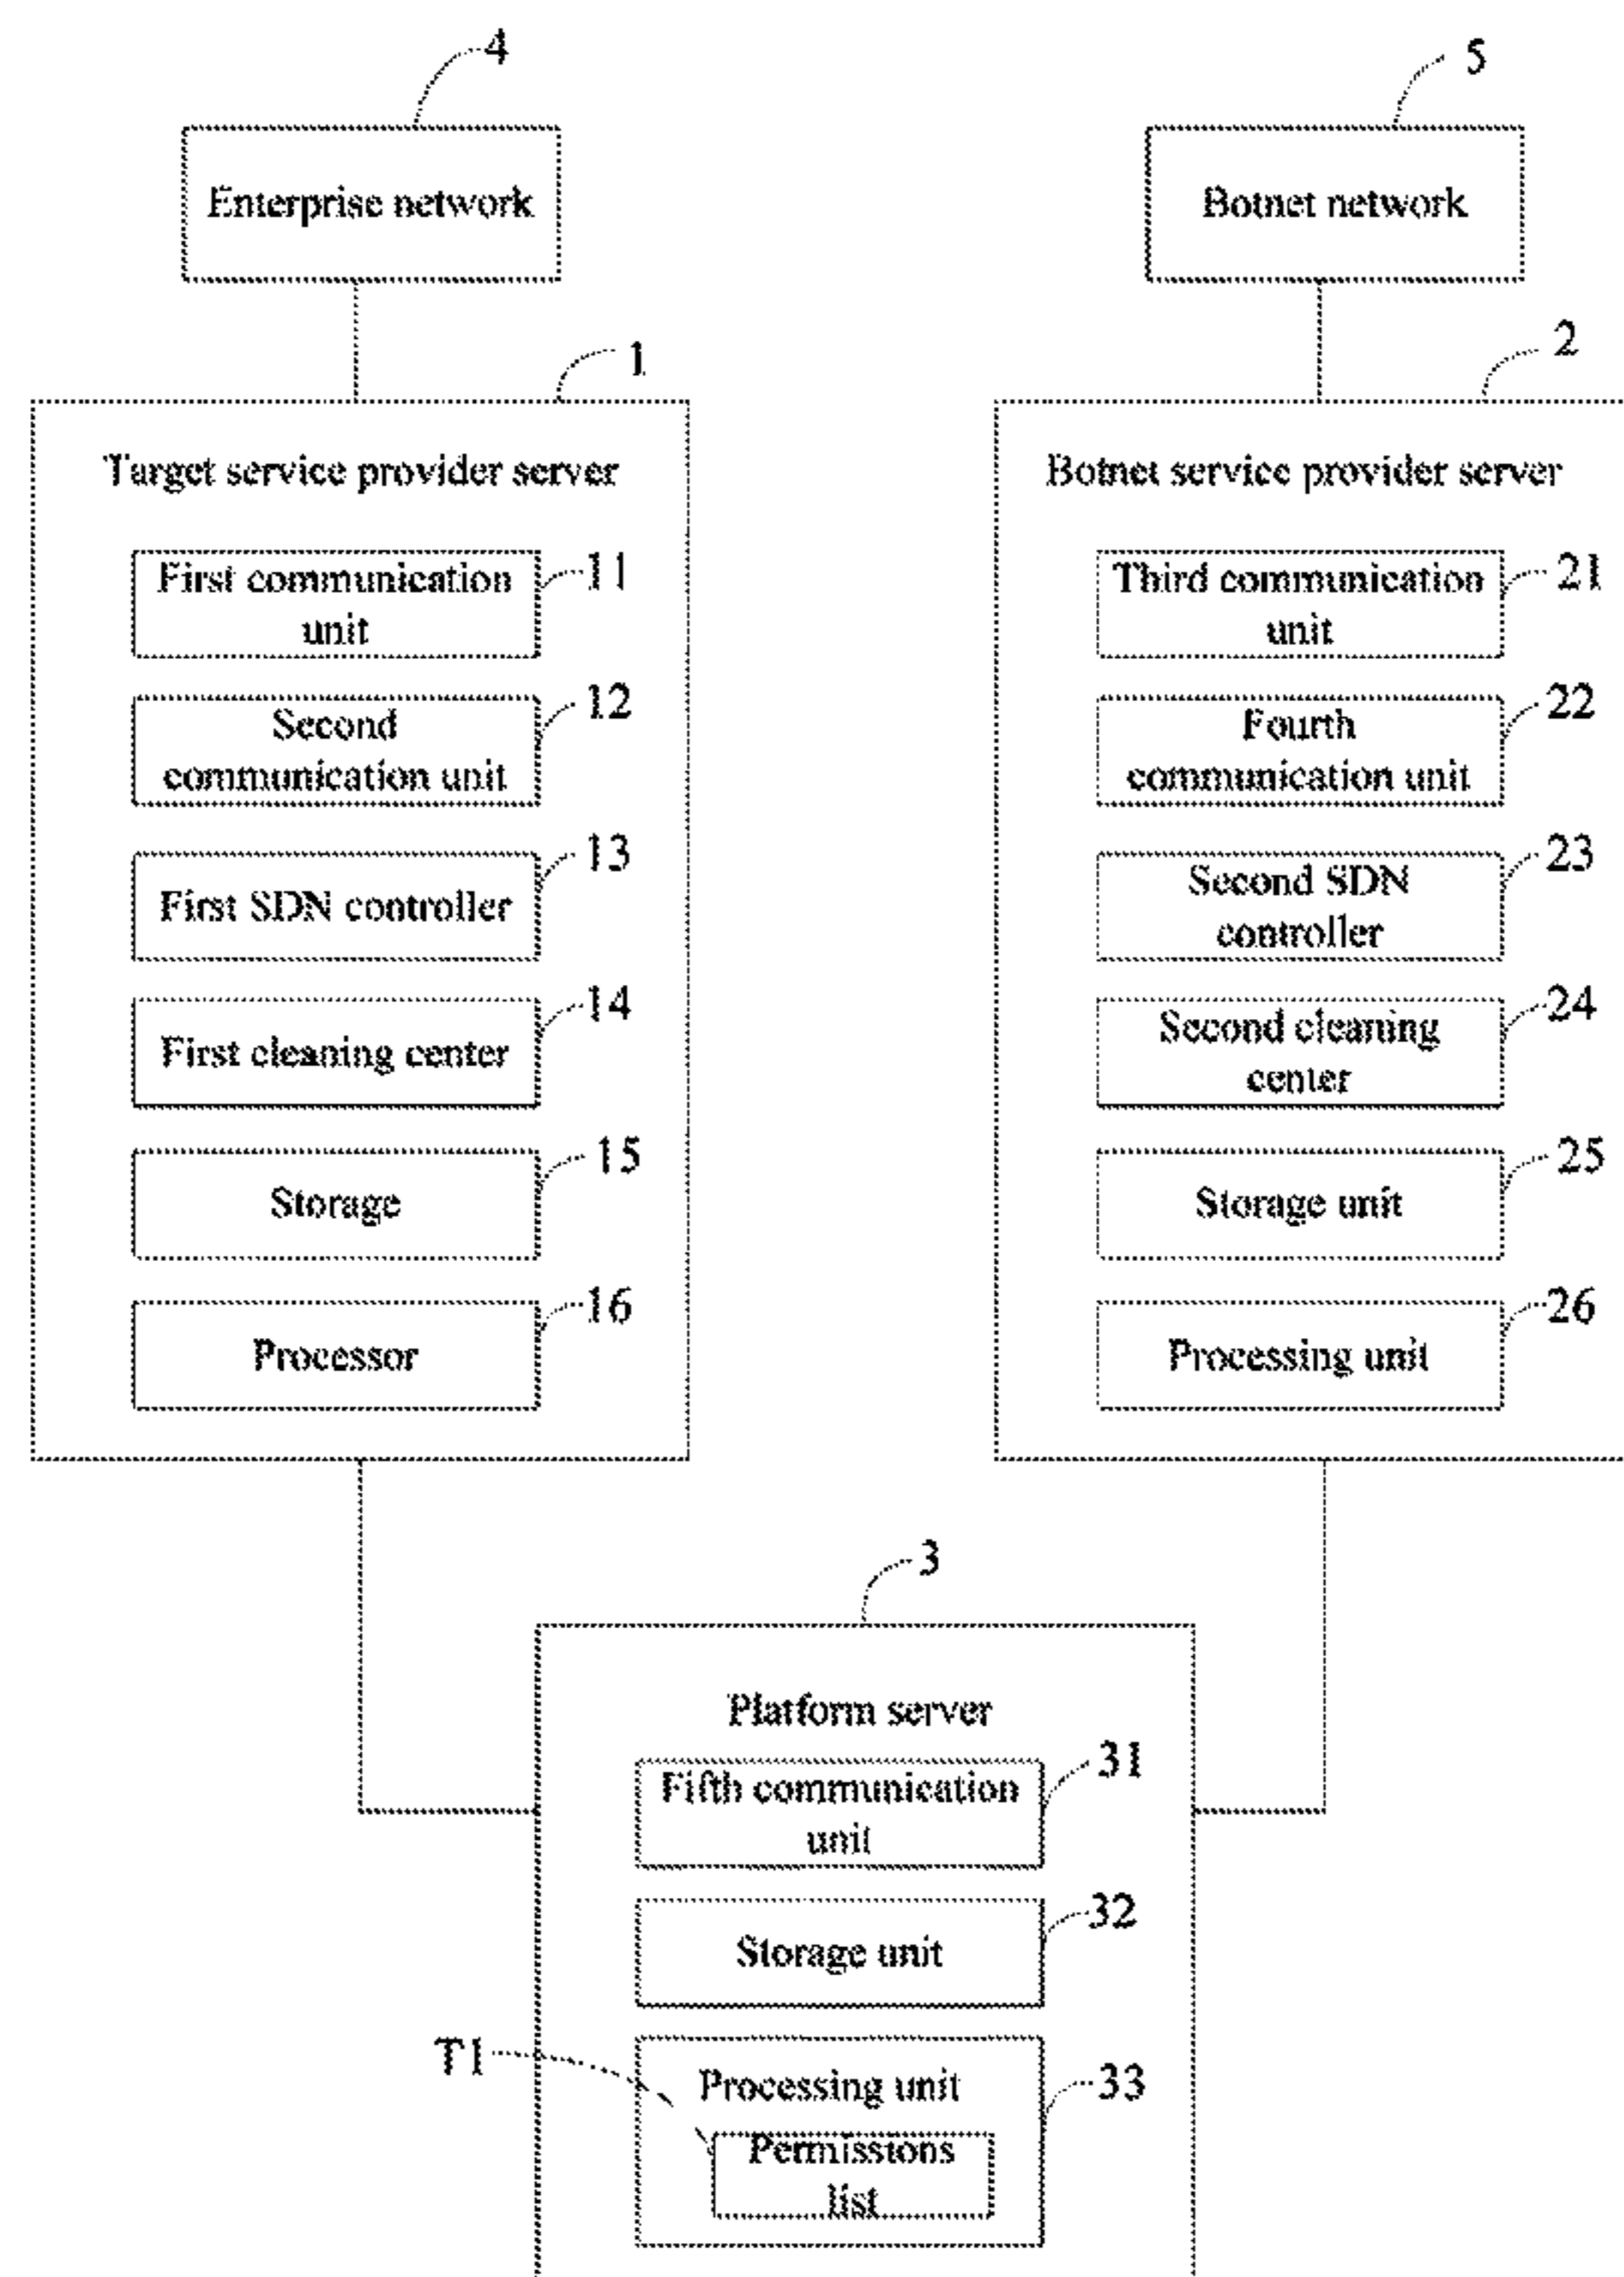 4
5
Enterprise network
Botnet network
1
2
Target service provider server
First communication
unit
11
Second
communication unit
12
First SDN controller
13
First cleaning center
14
Storage
15
Processor
16
Botnet service provider server
Third communication
unit
21
Fourth
communication unit
22
Second SDN
controller
23
Second cleaning
center
24
Storage unit
25
Processing unit
26
3
Platform server
Fifth communication
unit
31
Storage unit
32
T1
Processing unit
33
Permissions
list